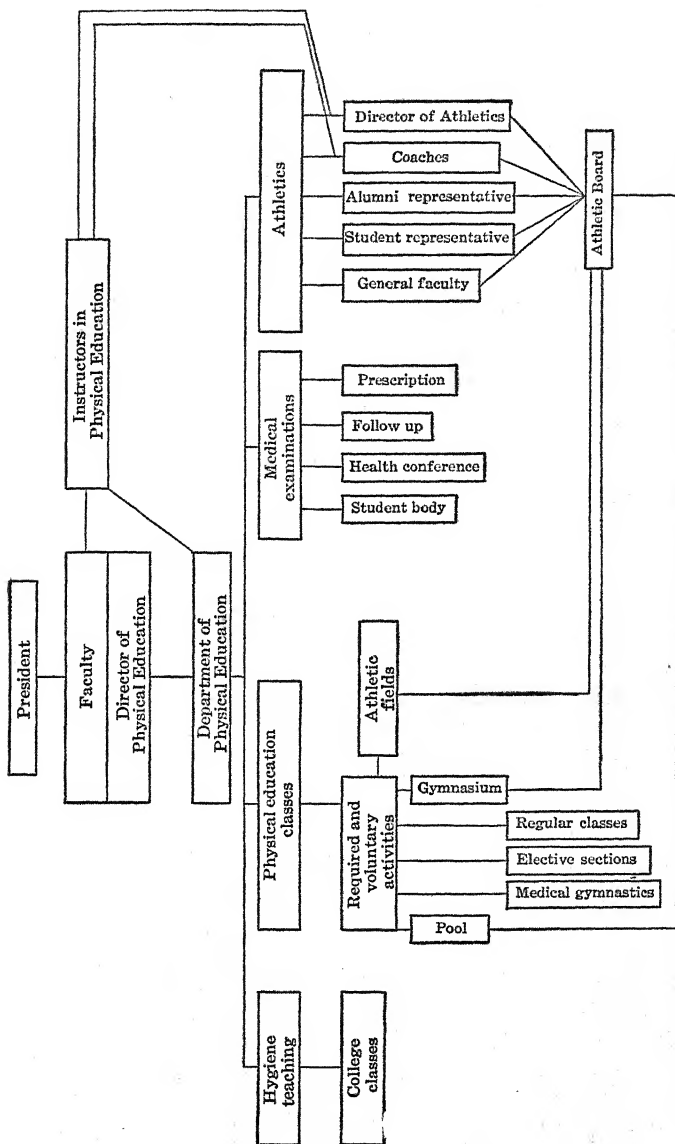 President
Faculty
Director of
Physical Education
Instructors in
Physical Education
Department of
Physical Education
Hygiene
teaching
Physical education
classes
Medical
examinations
Athletics
College
classes
Required and
voluntary
activities
Athletic
fields
Gymnasium
Regular classes
Elective sections
Medical gymnastics
Pool
Prescription
Follow up
Health conference
Student body
Director of Athletics
Coaches
Alumni representative
Student representative
General faculty
Athletic Board